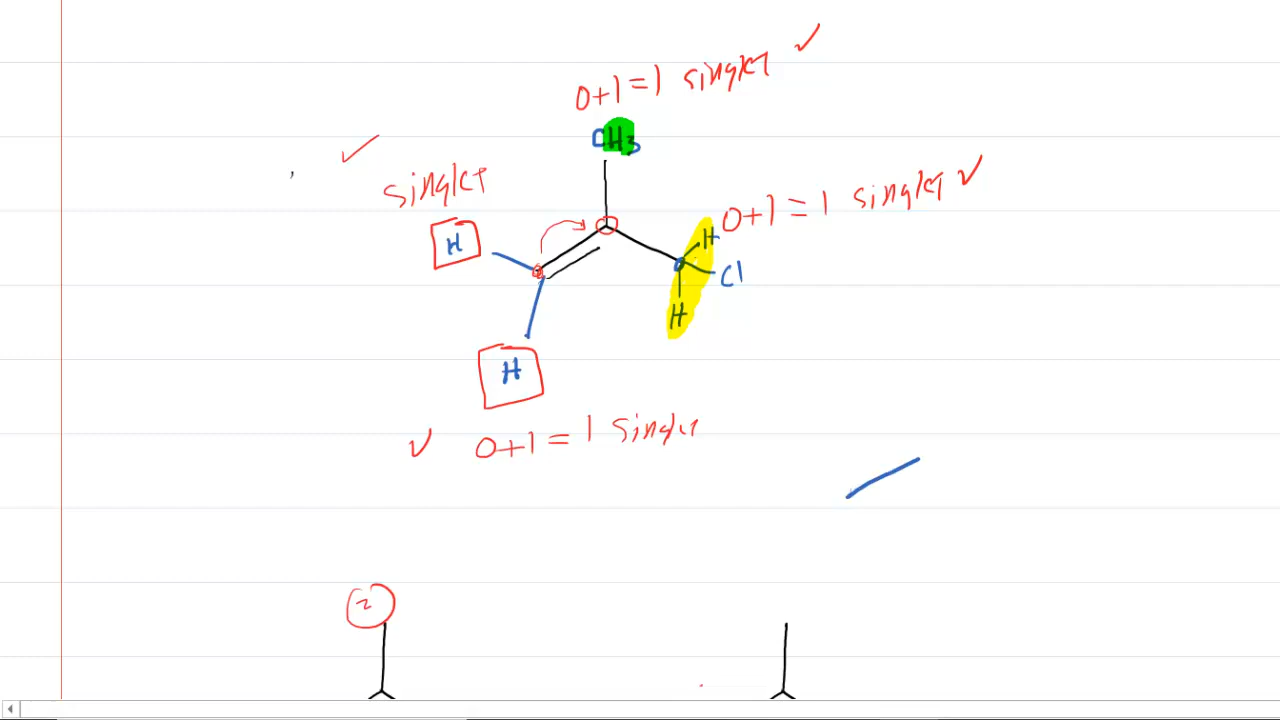 0+1=1 singlet ✓
CH3
✓
singlet
0+1=1 singlet ✓
H
H
Cl
H
H
✓ 0+1=1 singlet
2